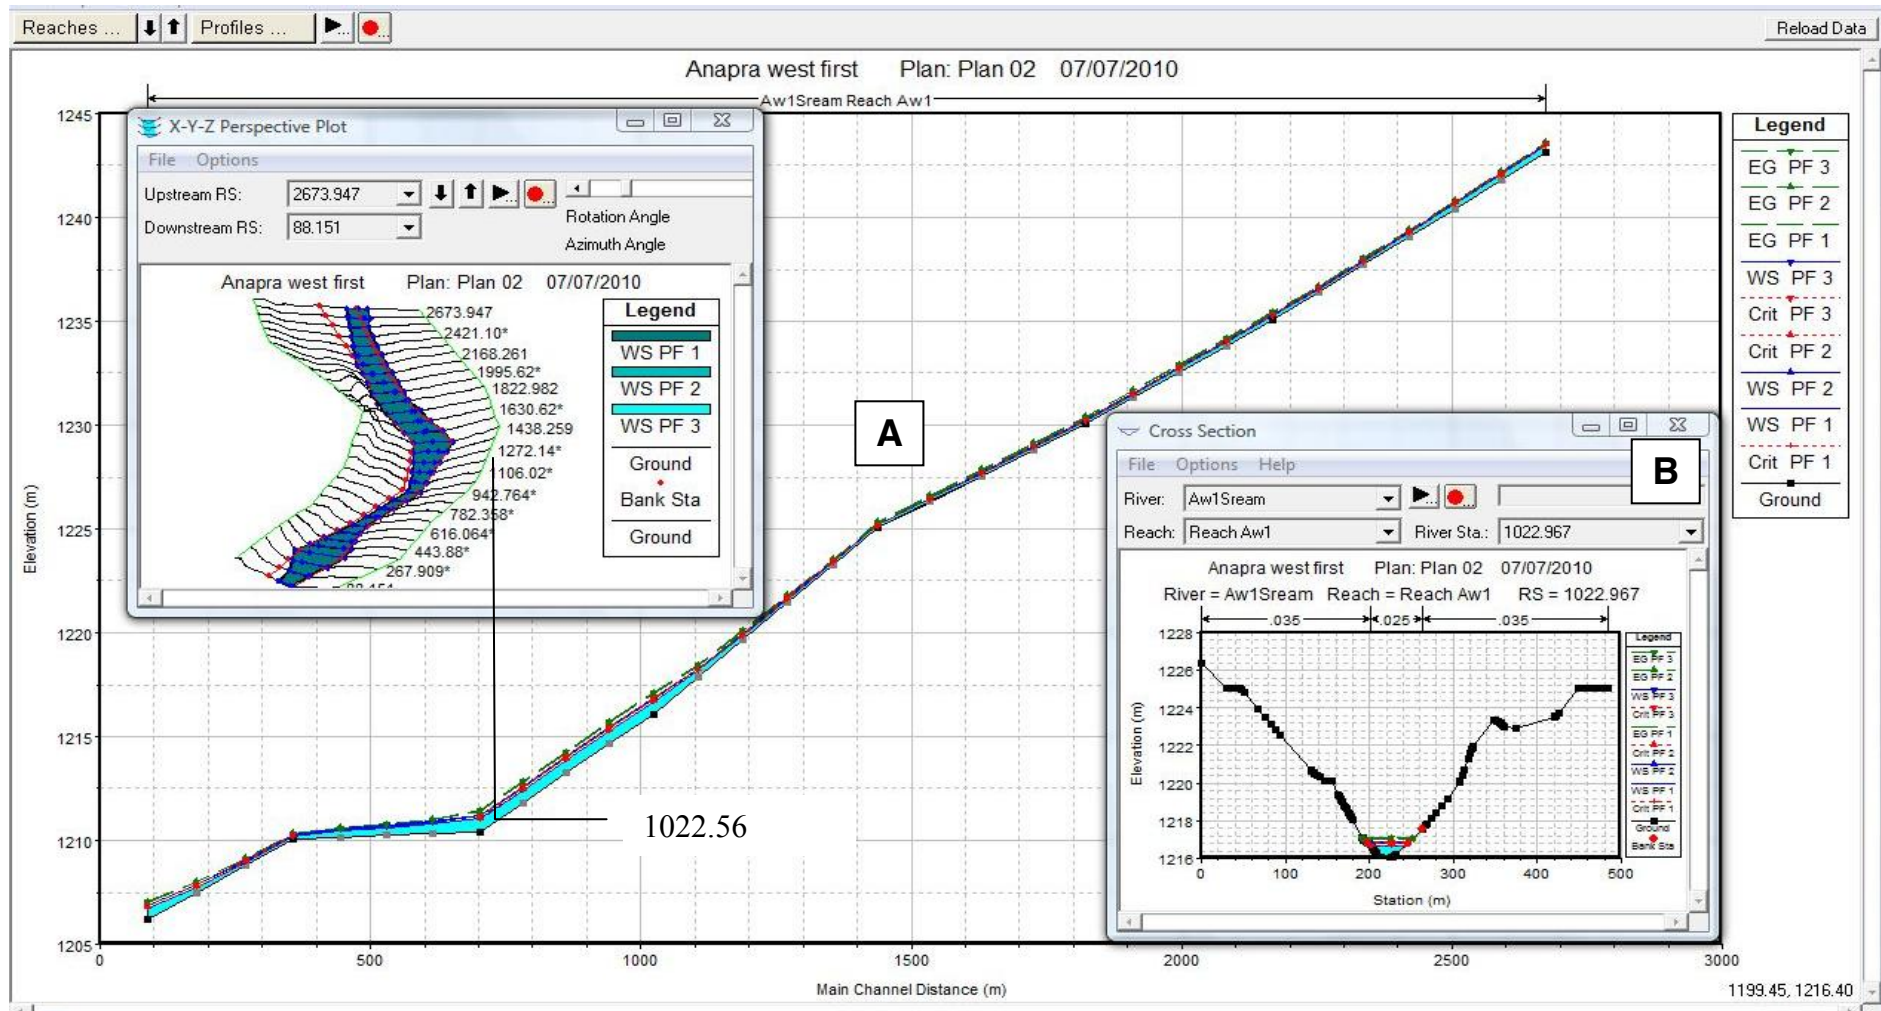 Reaches ...
Profiles ...
Reload Data
Anapra west first Plan: Plan 02 07/07/2010
Aw1Sream Reach Aw1
Elevation (m)
1245
1240
1235
1230
1225
1220
1215
1210
1205
0 500 1000 1500 2000 2500 3000
Main Channel Distance (m)
1199.45, 1216.40
Legend
EG PF 3
EG PF 2
EG PF 1
WS PF 3
Crit PF 3
Crit PF 2
WS PF 2
WS PF 1
Crit PF 1
Ground
X-Y-Z Perspective Plot
File Options
Upstream RS: 2673.947
Downstream RS: 88.151
Rotation Angle
Azimuth Angle
Anapra west first Plan: Plan 02 07/07/2010
2673.947
2421.10*
2168.261
1995.62*
1822.982
1630.62*
1438.259
1272.14*
1106.02*
942.764*
782.358*
616.064*
443.88*
267.909*
88.151
Legend
WS PF 1
WS PF 2
WS PF 3
Ground
Bank Sta
Ground
1022.56
A
B
Cross Section
File Options Help
River: Aw1Sream
Reach: Reach Aw1 River Sta.: 1022.967
Anapra west first Plan: Plan 02 07/07/2010
River = Aw1Sream Reach = Reach Aw1 RS = 1022.967
.035 .025 .035
Elevation (m)
1228
1226
1224
1222
1220
1218
1216
0 100 200 300 400 500
Station (m)
Legend
EG PF 3
EG PF 2
WS PF 3
Crit PF 3
EG PF 1
Crit PF 2
WS PF 2
WS PF 1
Crit PF 1
Ground
Bank Sta